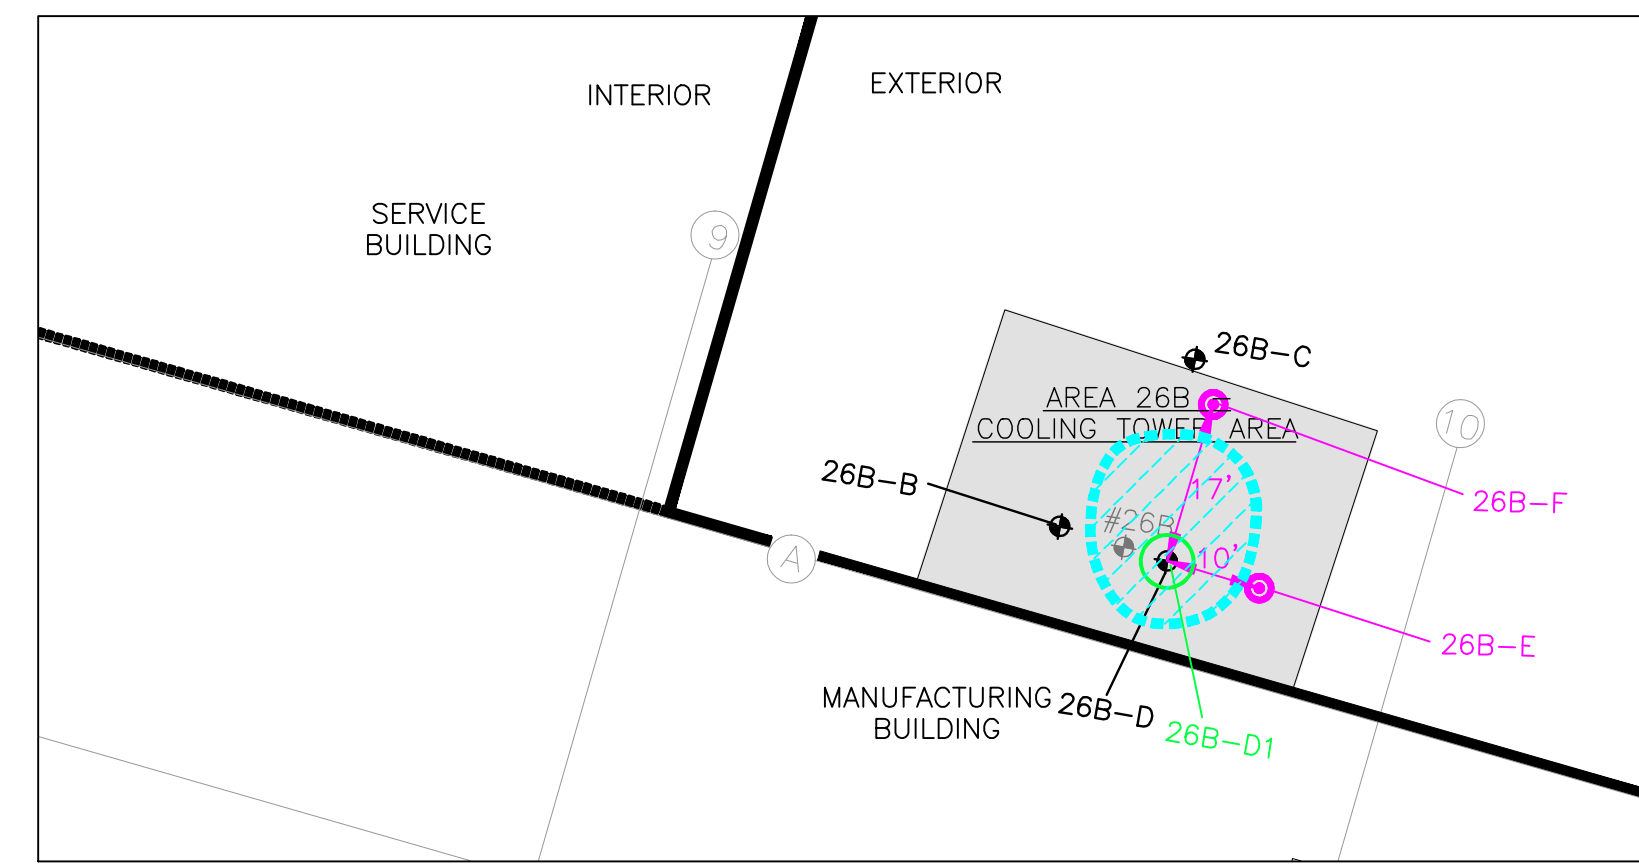 INTERIOR
EXTERIOR
SERVICE
BUILDING
9
26B-C
AREA 26B
COOLING TOWER AREA
10
26B-B
17'
26B-F
#26B
A
10'
26B-E
MANUFACTURING
BUILDING
26B-D
26B-D1